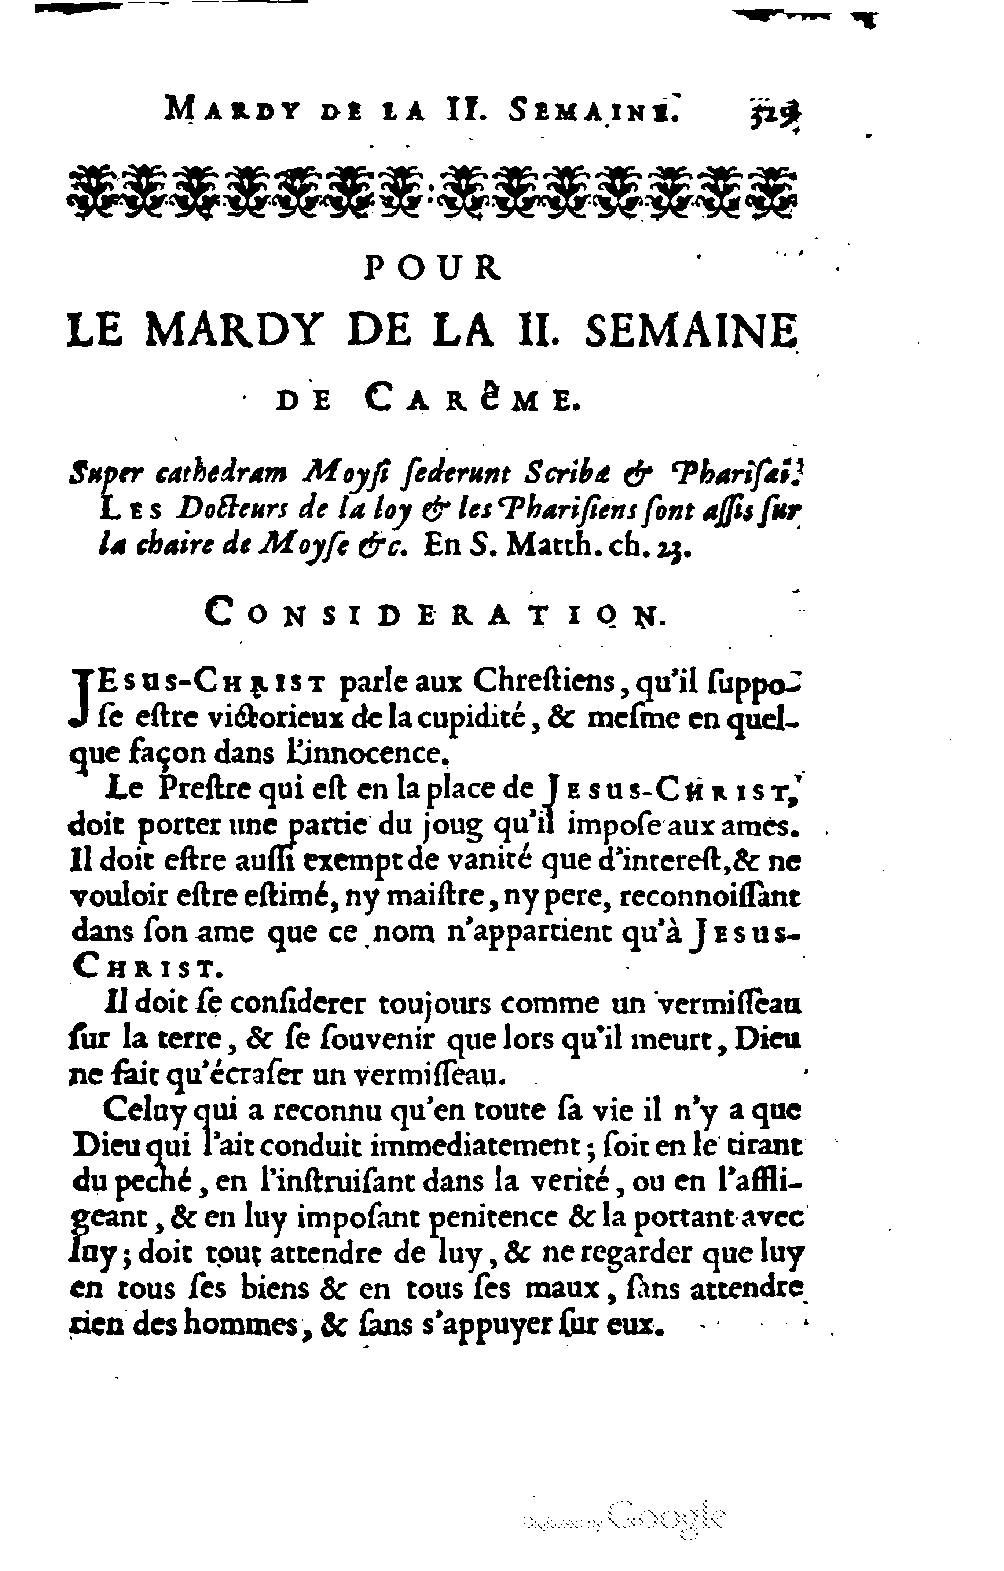 MARDY DE LA II. SEMAINE. 329
POUR
LE MARDY DE LA II. SEMAINE
DE CARêME.
Super cathedram Moyſi ſederunt Scribæ & Phariſæi.
LES Docteurs de la loy & les Phariſiens ſont aſſis ſur
la chaire de Moyſe &c. En S. Matth. ch. 23.
CONSIDERATION.
JESUS-CHRIST parle aux Chreſtiens, qu'il ſuppo-
ſe eſtre victorieux de la cupidité, & meſme en quel-
que façon dans l'innocence.
Le Preſtre qui eſt en la place de JESUS-CHRIST,
doit porter une partie du joug qu'il impoſe aux ames.
Il doit eſtre auſſi exempt de vanité que d'intereſt, & ne
vouloir eſtre eſtimé, ny maiſtre, ny pere, reconnoiſſant
dans ſon ame que ce nom n'appartient qu'à JESUS-
CHRIST.
Il doit ſe conſiderer toujours comme un vermiſſeau
ſur la terre, & ſe ſouvenir que lors qu'il meurt, Dieu
ne fait qu'écraſer un vermiſſeau.
Celuy qui a reconnu qu'en toute ſa vie il n'y a que
Dieu qui l'ait conduit immediatement; ſoit en le tirant
du peché, en l'inſtruiſant dans la verité, ou en l'affli-
geant, & en luy impoſant penitence & la portant avec
luy; doit tout attendre de luy, & ne regarder que luy
en tous ſes biens & en tous ſes maux, ſans attendre
rien des hommes, & ſans s'appuyer ſur eux.
Digitized by Google